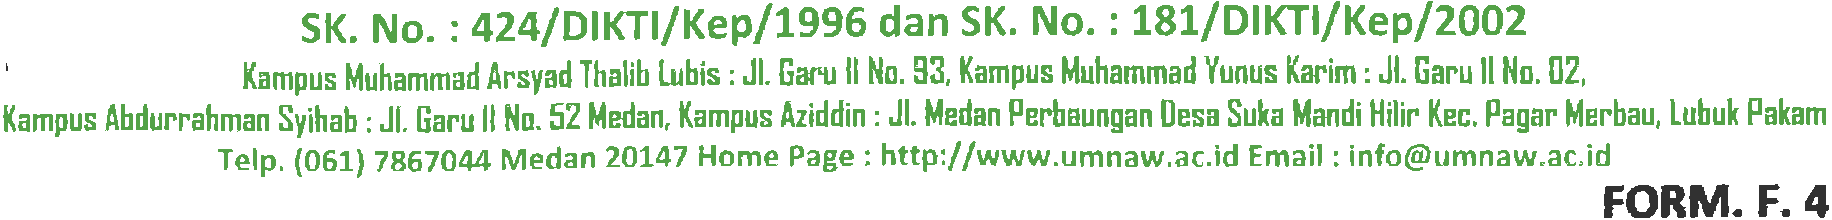 SK. No. : 424/DIKTI/Kep/1996 dan SK. No. : 181/DIKTI/Kep/2002
Kampus Muhammad Arsyad Thalib Lubis : Jl. Garu II No. 93, Kampus Muhammad Yunus Karim : Jl. Garu II No. 02,
Kampus Abdurrahman Syihab : Jl. Garu II No. 52 Medan, Kampus Aziddin : Jl. Medan Perbaungan Desa Suka Mandi Hilir Kec. Pagar Merbau, Lubuk Pakam
Telp. (061) 7867044 Medan 20147 Home Page : http://www.umnaw.ac.id Email : info@umnaw.ac.id
FORM. F. 4